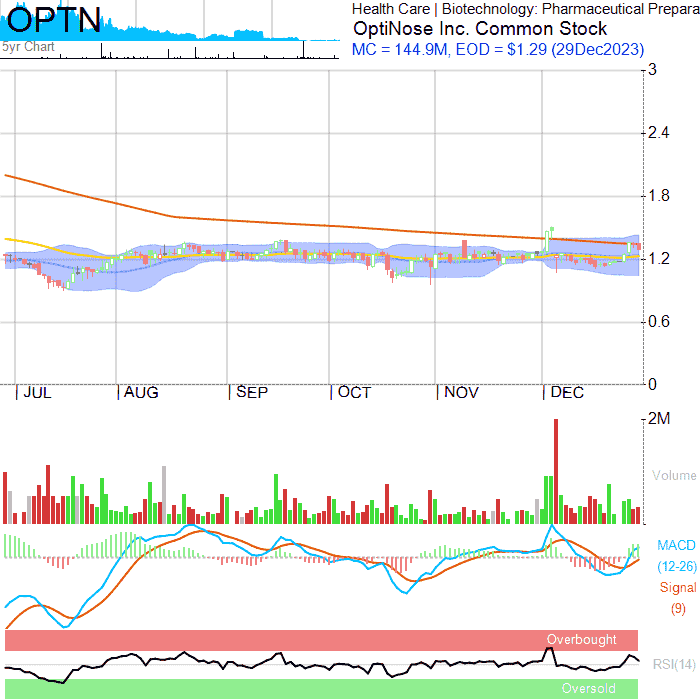 OPTN
5yr Chart
Health Care | Biotechnology: Pharmaceutical Prepara
OptiNose Inc. Common Stock
MC = 144.9M, EOD = $1.29 (29Dec2023)
3
2.4
1.8
1.2
0.6
0
| JUL | AUG | SEP | OCT | NOV | DEC
2M
Volume
MACD
(12-26)
Signal
(9)
Overbought
RSI(14)
Oversold